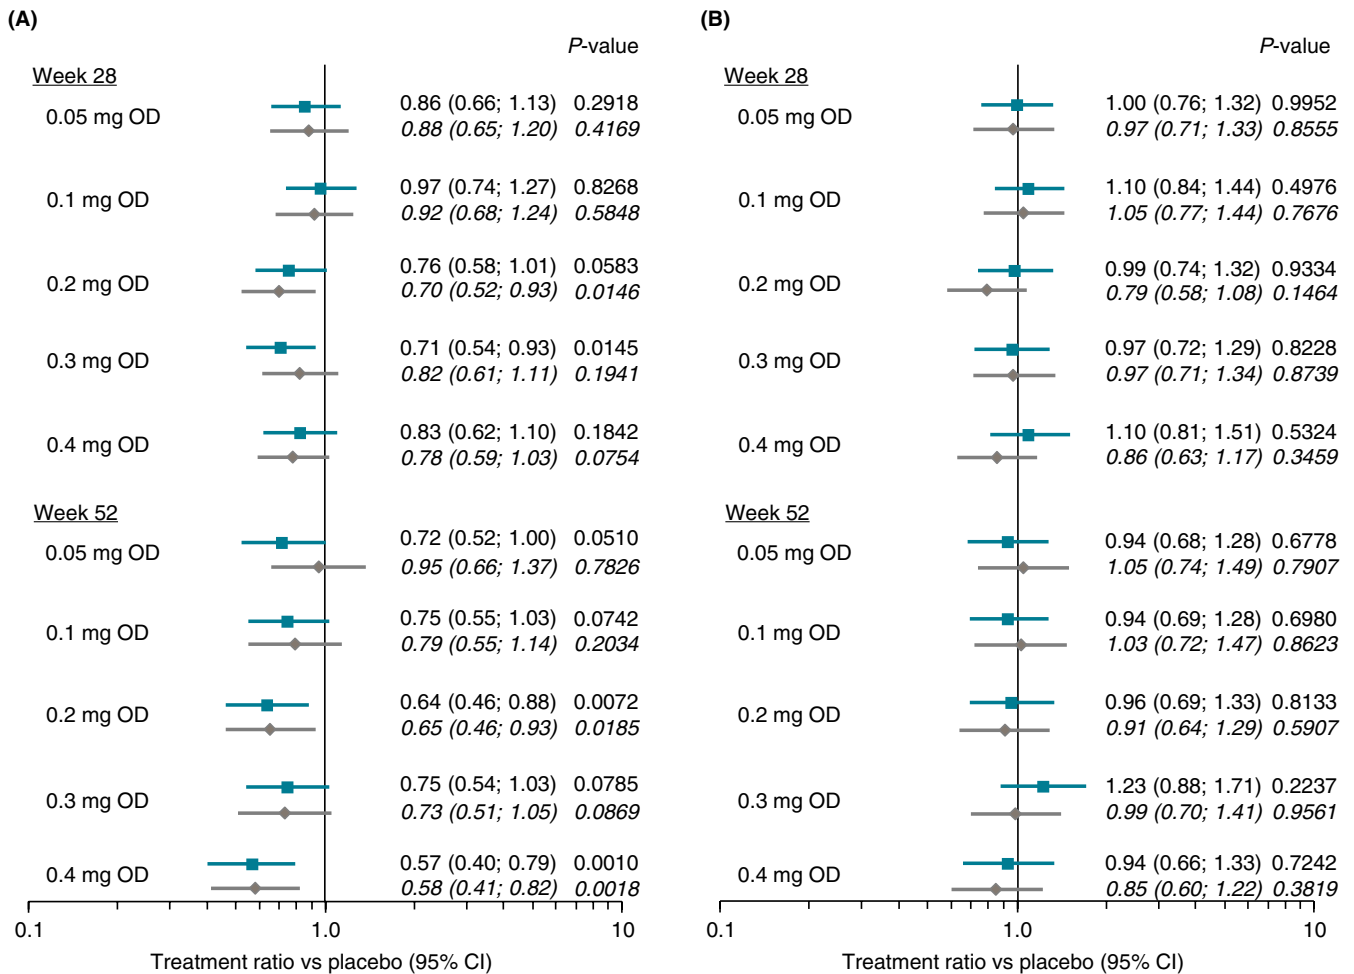 (A)
P-value
Week 28
0.05 mg OD
0.86 (0.66; 1.13) 0.2918
0.88 (0.65; 1.20) 0.4169
0.1 mg OD
0.97 (0.74; 1.27) 0.8268
0.92 (0.68; 1.24) 0.5848
0.2 mg OD
0.76 (0.58; 1.01) 0.0583
0.70 (0.52; 0.93) 0.0146
0.3 mg OD
0.71 (0.54; 0.93) 0.0145
0.82 (0.61; 1.11) 0.1941
0.4 mg OD
0.83 (0.62; 1.10) 0.1842
0.78 (0.59; 1.03) 0.0754
Week 52
0.05 mg OD
0.72 (0.52; 1.00) 0.0510
0.95 (0.66; 1.37) 0.7826
0.1 mg OD
0.75 (0.55; 1.03) 0.0742
0.79 (0.55; 1.14) 0.2034
0.2 mg OD
0.64 (0.46; 0.88) 0.0072
0.65 (0.46; 0.93) 0.0185
0.3 mg OD
0.75 (0.54; 1.03) 0.0785
0.73 (0.51; 1.05) 0.0869
0.4 mg OD
0.57 (0.40; 0.79) 0.0010
0.58 (0.41; 0.82) 0.0018
0.1 1.0 10
Treatment ratio vs placebo (95% CI)
(B)
P-value
Week 28
0.05 mg OD
1.00 (0.76; 1.32) 0.9952
0.97 (0.71; 1.33) 0.8555
0.1 mg OD
1.10 (0.84; 1.44) 0.4976
1.05 (0.77; 1.44) 0.7676
0.2 mg OD
0.99 (0.74; 1.32) 0.9334
0.79 (0.58; 1.08) 0.1464
0.3 mg OD
0.97 (0.72; 1.29) 0.8228
0.97 (0.71; 1.34) 0.8739
0.4 mg OD
1.10 (0.81; 1.51) 0.5324
0.86 (0.63; 1.17) 0.3459
Week 52
0.05 mg OD
0.94 (0.68; 1.28) 0.6778
1.05 (0.74; 1.49) 0.7907
0.1 mg OD
0.94 (0.69; 1.28) 0.6980
1.03 (0.72; 1.47) 0.8623
0.2 mg OD
0.96 (0.69; 1.33) 0.8133
0.91 (0.64; 1.29) 0.5907
0.3 mg OD
1.23 (0.88; 1.71) 0.2237
0.99 (0.70; 1.41) 0.9561
0.4 mg OD
0.94 (0.66; 1.33) 0.7242
0.85 (0.60; 1.22) 0.3819
0.1 1.0 10
Treatment ratio vs placebo (95% CI)